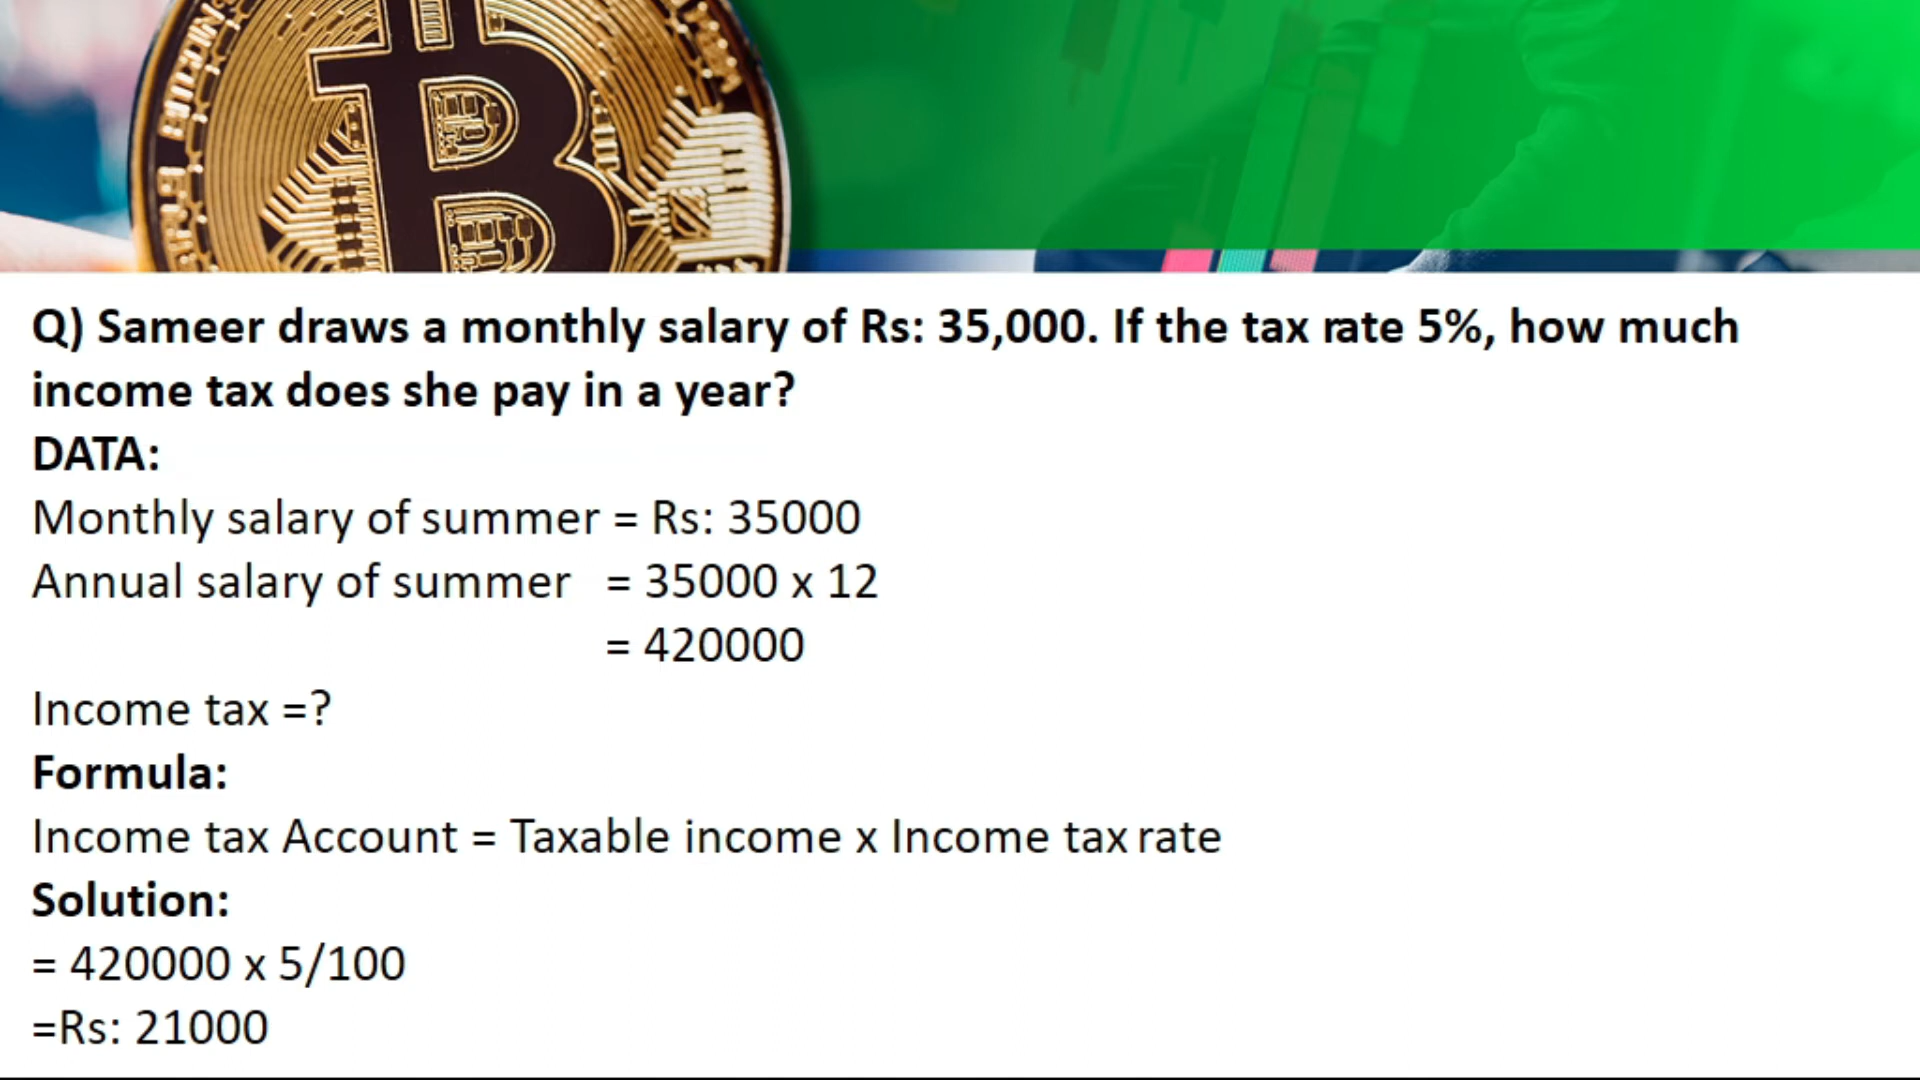 Q) Sameer draws a monthly salary of Rs: 35,000. If the tax rate 5%, how much
income tax does she pay in a year?
DATA:
Monthly salary of summer = Rs: 35000
Annual salary of summer = 35000 x 12
= 420000
Income tax =?
Formula:
Income tax Account = Taxable income x Income tax rate
Solution:
= 420000 x 5/100
=Rs: 21000